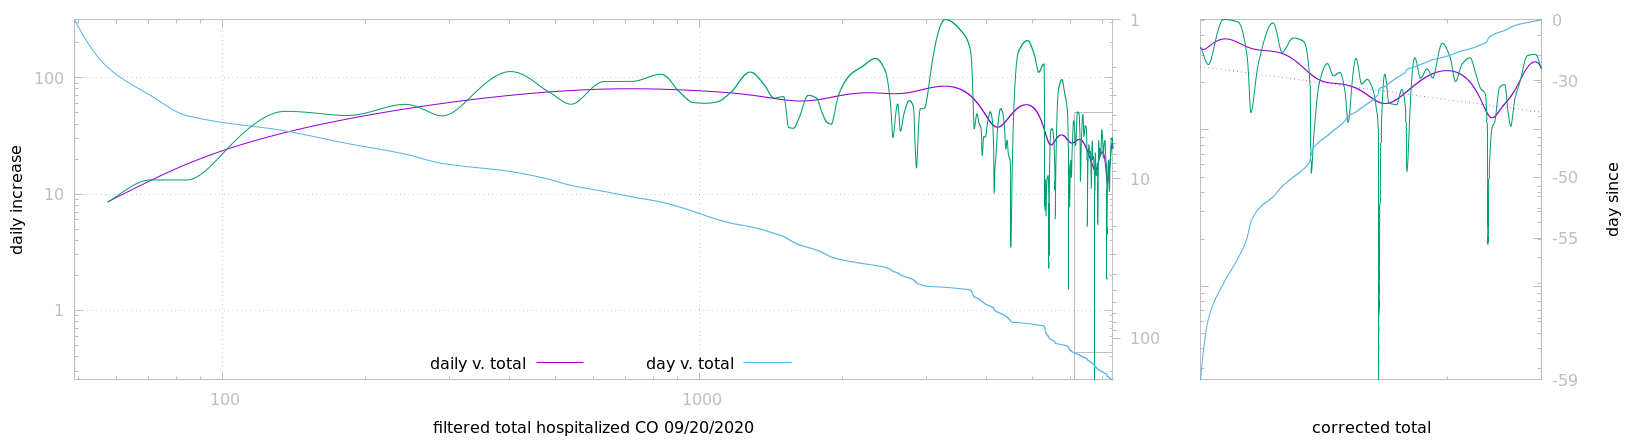 daily increase
100
10
1
1
10
100
daily v. total
day v. total
100
1000
filtered total hospitalized CO 09/20/2020
0
-30
-50
-55
-59
day since
corrected total